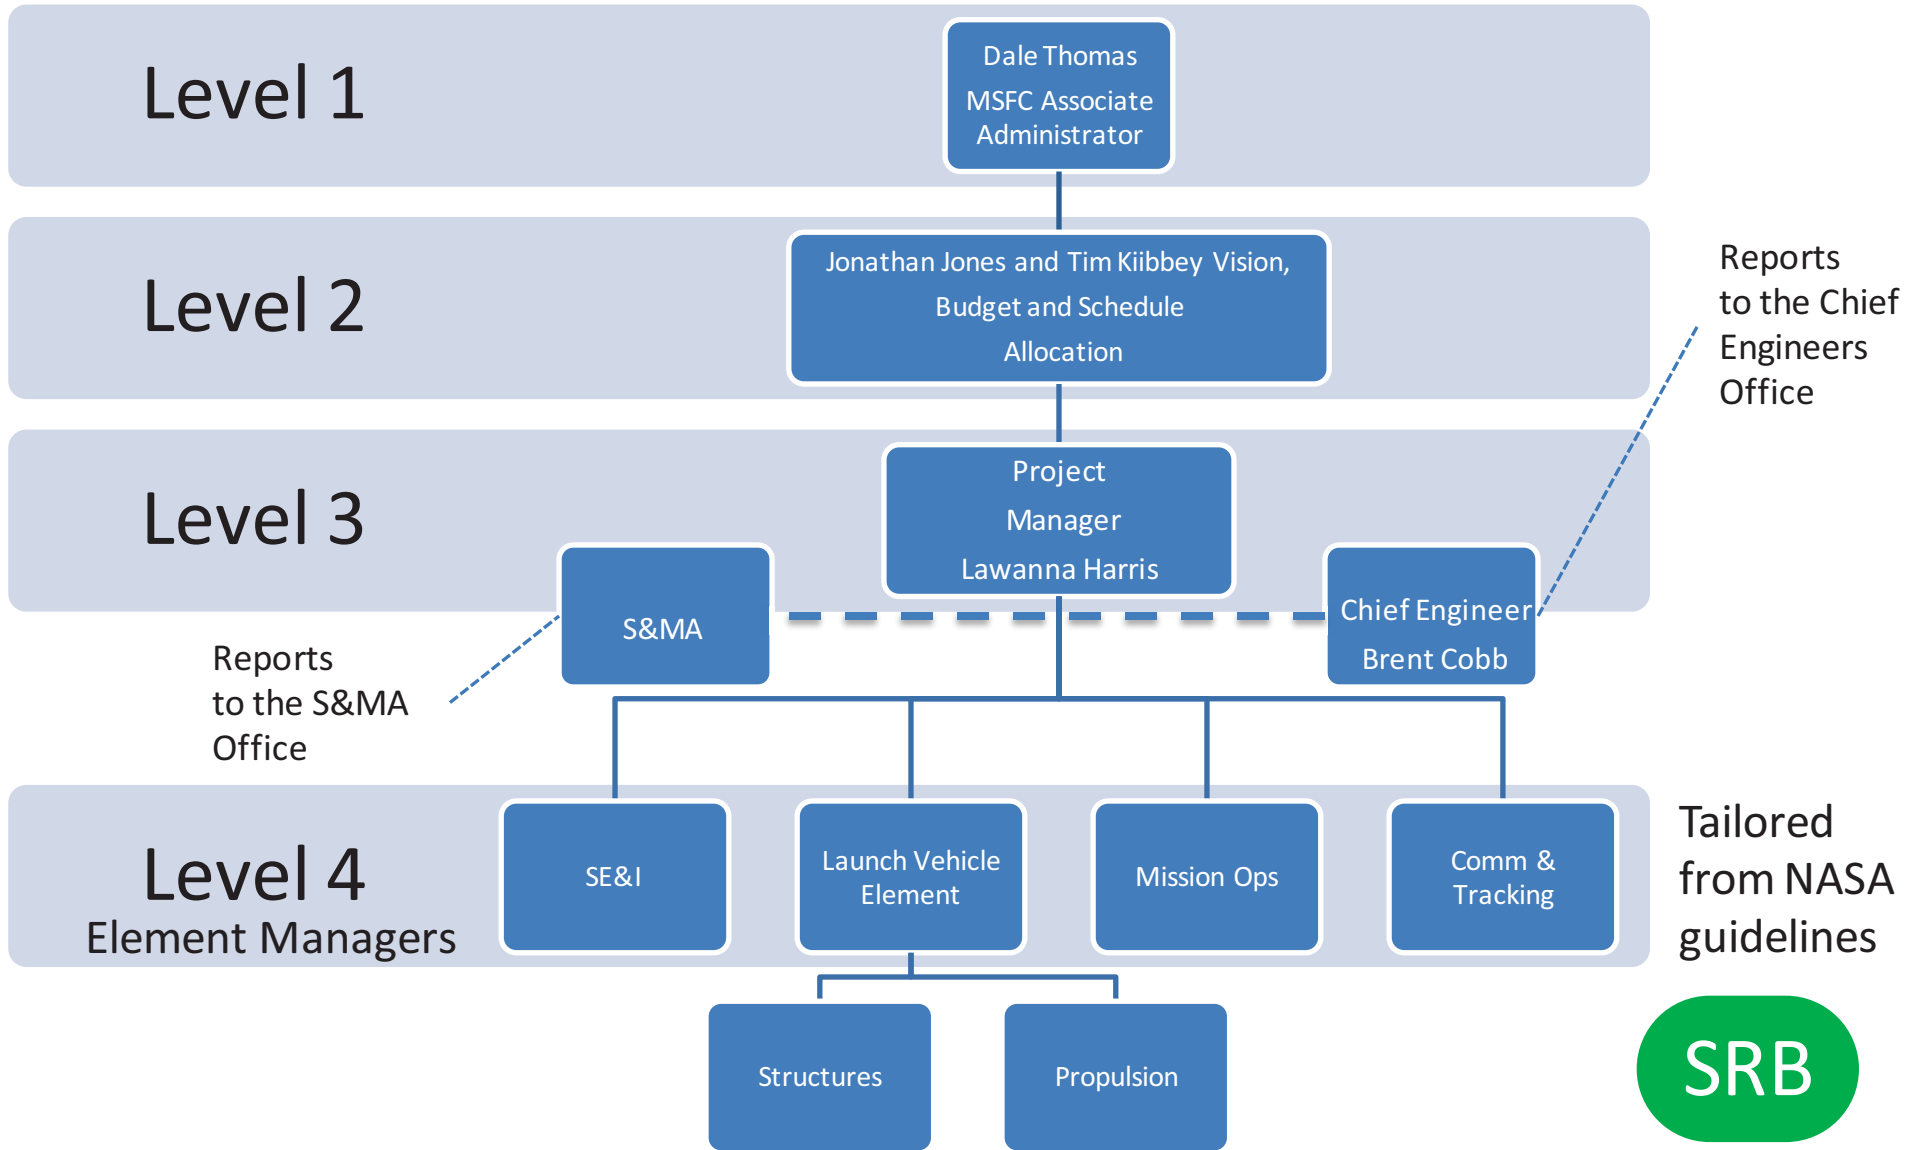 Level 1
Dale Thomas
MSFC Associate
Administrator
Level 2
Jonathan Jones and Tim Kiibbey Vision,
Budget and Schedule
Allocation
Reports
to the Chief
Engineers
Office
Level 3
Project
Manager
Lawanna Harris
S&MA
Chief Engineer
Brent Cobb
Reports
to the S&MA
Office
Level 4
Element Managers
SE&I
Launch Vehicle
Element
Mission Ops
Comm &
Tracking
Tailored
from NASA
guidelines
Structures
Propulsion
SRB